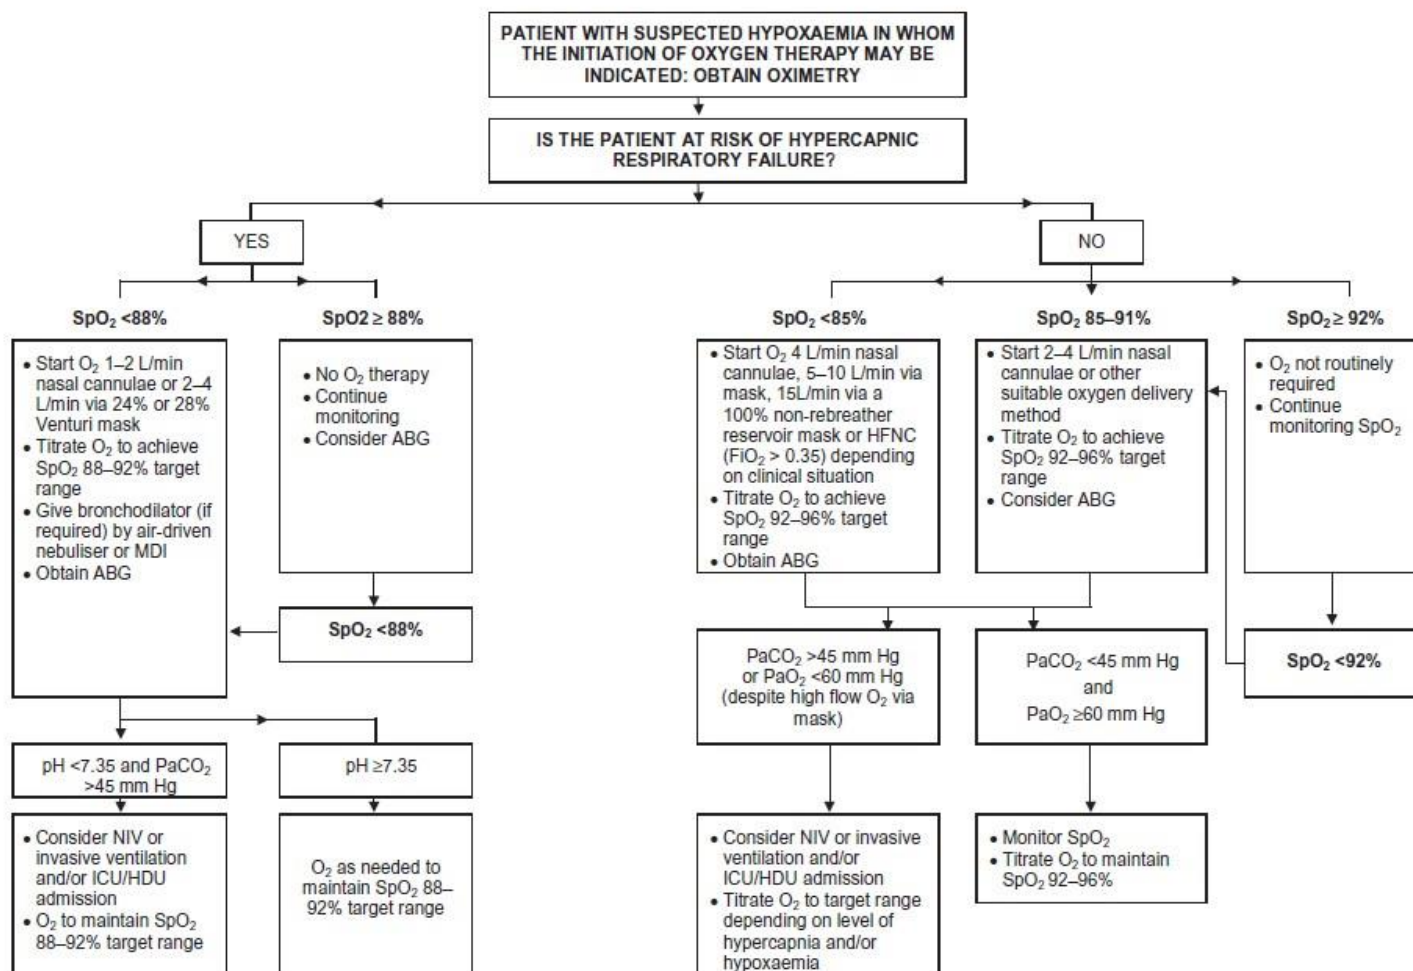 PATIENT WITH SUSPECTED HYPOXAEMIA IN WHOM
THE INITIATION OF OXYGEN THERAPY MAY BE
INDICATED: OBTAIN OXIMETRY
IS THE PATIENT AT RISK OF HYPERCAPNIC
RESPIRATORY FAILURE?
YES
NO
SpO₂ <88%
SpO2 ≥ 88%
SpO₂ <85%
SpO₂ 85–91%
SpO₂ ≥ 92%
• Start O₂ 1–2 L/min
nasal cannulae or 2–4
L/min via 24% or 28%
Venturi mask
• Titrate O₂ to achieve
SpO₂ 88–92% target
range
• Give bronchodilator (if
required) by air-driven
nebuliser or MDI
• Obtain ABG
• No O₂ therapy
• Continue
monitoring
• Consider ABG
• Start O₂ 4 L/min nasal
cannulae, 5–10 L/min via
mask, 15L/min via a
100% non-rebreather
reservoir mask or HFNC
(FiO₂ > 0.35) depending
on clinical situation
• Titrate O₂ to achieve
SpO₂ 92–96% target
range
• Obtain ABG
• Start 2–4 L/min nasal
cannulae or other
suitable oxygen delivery
method
• Titrate O₂ to achieve
SpO₂ 92–96% target
range
• Consider ABG
• O₂ not routinely
required
• Continue
monitoring SpO₂
SpO₂ <88%
PaCO₂ >45 mm Hg
or PaO₂ <60 mm Hg
(despite high flow O₂ via
mask)
PaCO₂ <45 mm Hg
and
PaO₂ ≥60 mm Hg
SpO₂ <92%
pH <7.35 and PaCO₂
>45 mm Hg
pH ≥7.35
• Consider NIV or
invasive ventilation
and/or ICU/HDU
admission
• O₂ to maintain SpO₂
88–92% target range
O₂ as needed to
maintain SpO₂ 88–
92% target range
• Consider NIV or invasive
ventilation and/or
ICU/HDU admission
• Titrate O₂ to target range
depending on level of
hypercapnia and/or
hypoxaemia
• Monitor SpO₂
• Titrate O₂ to maintain
SpO₂ 92–96%